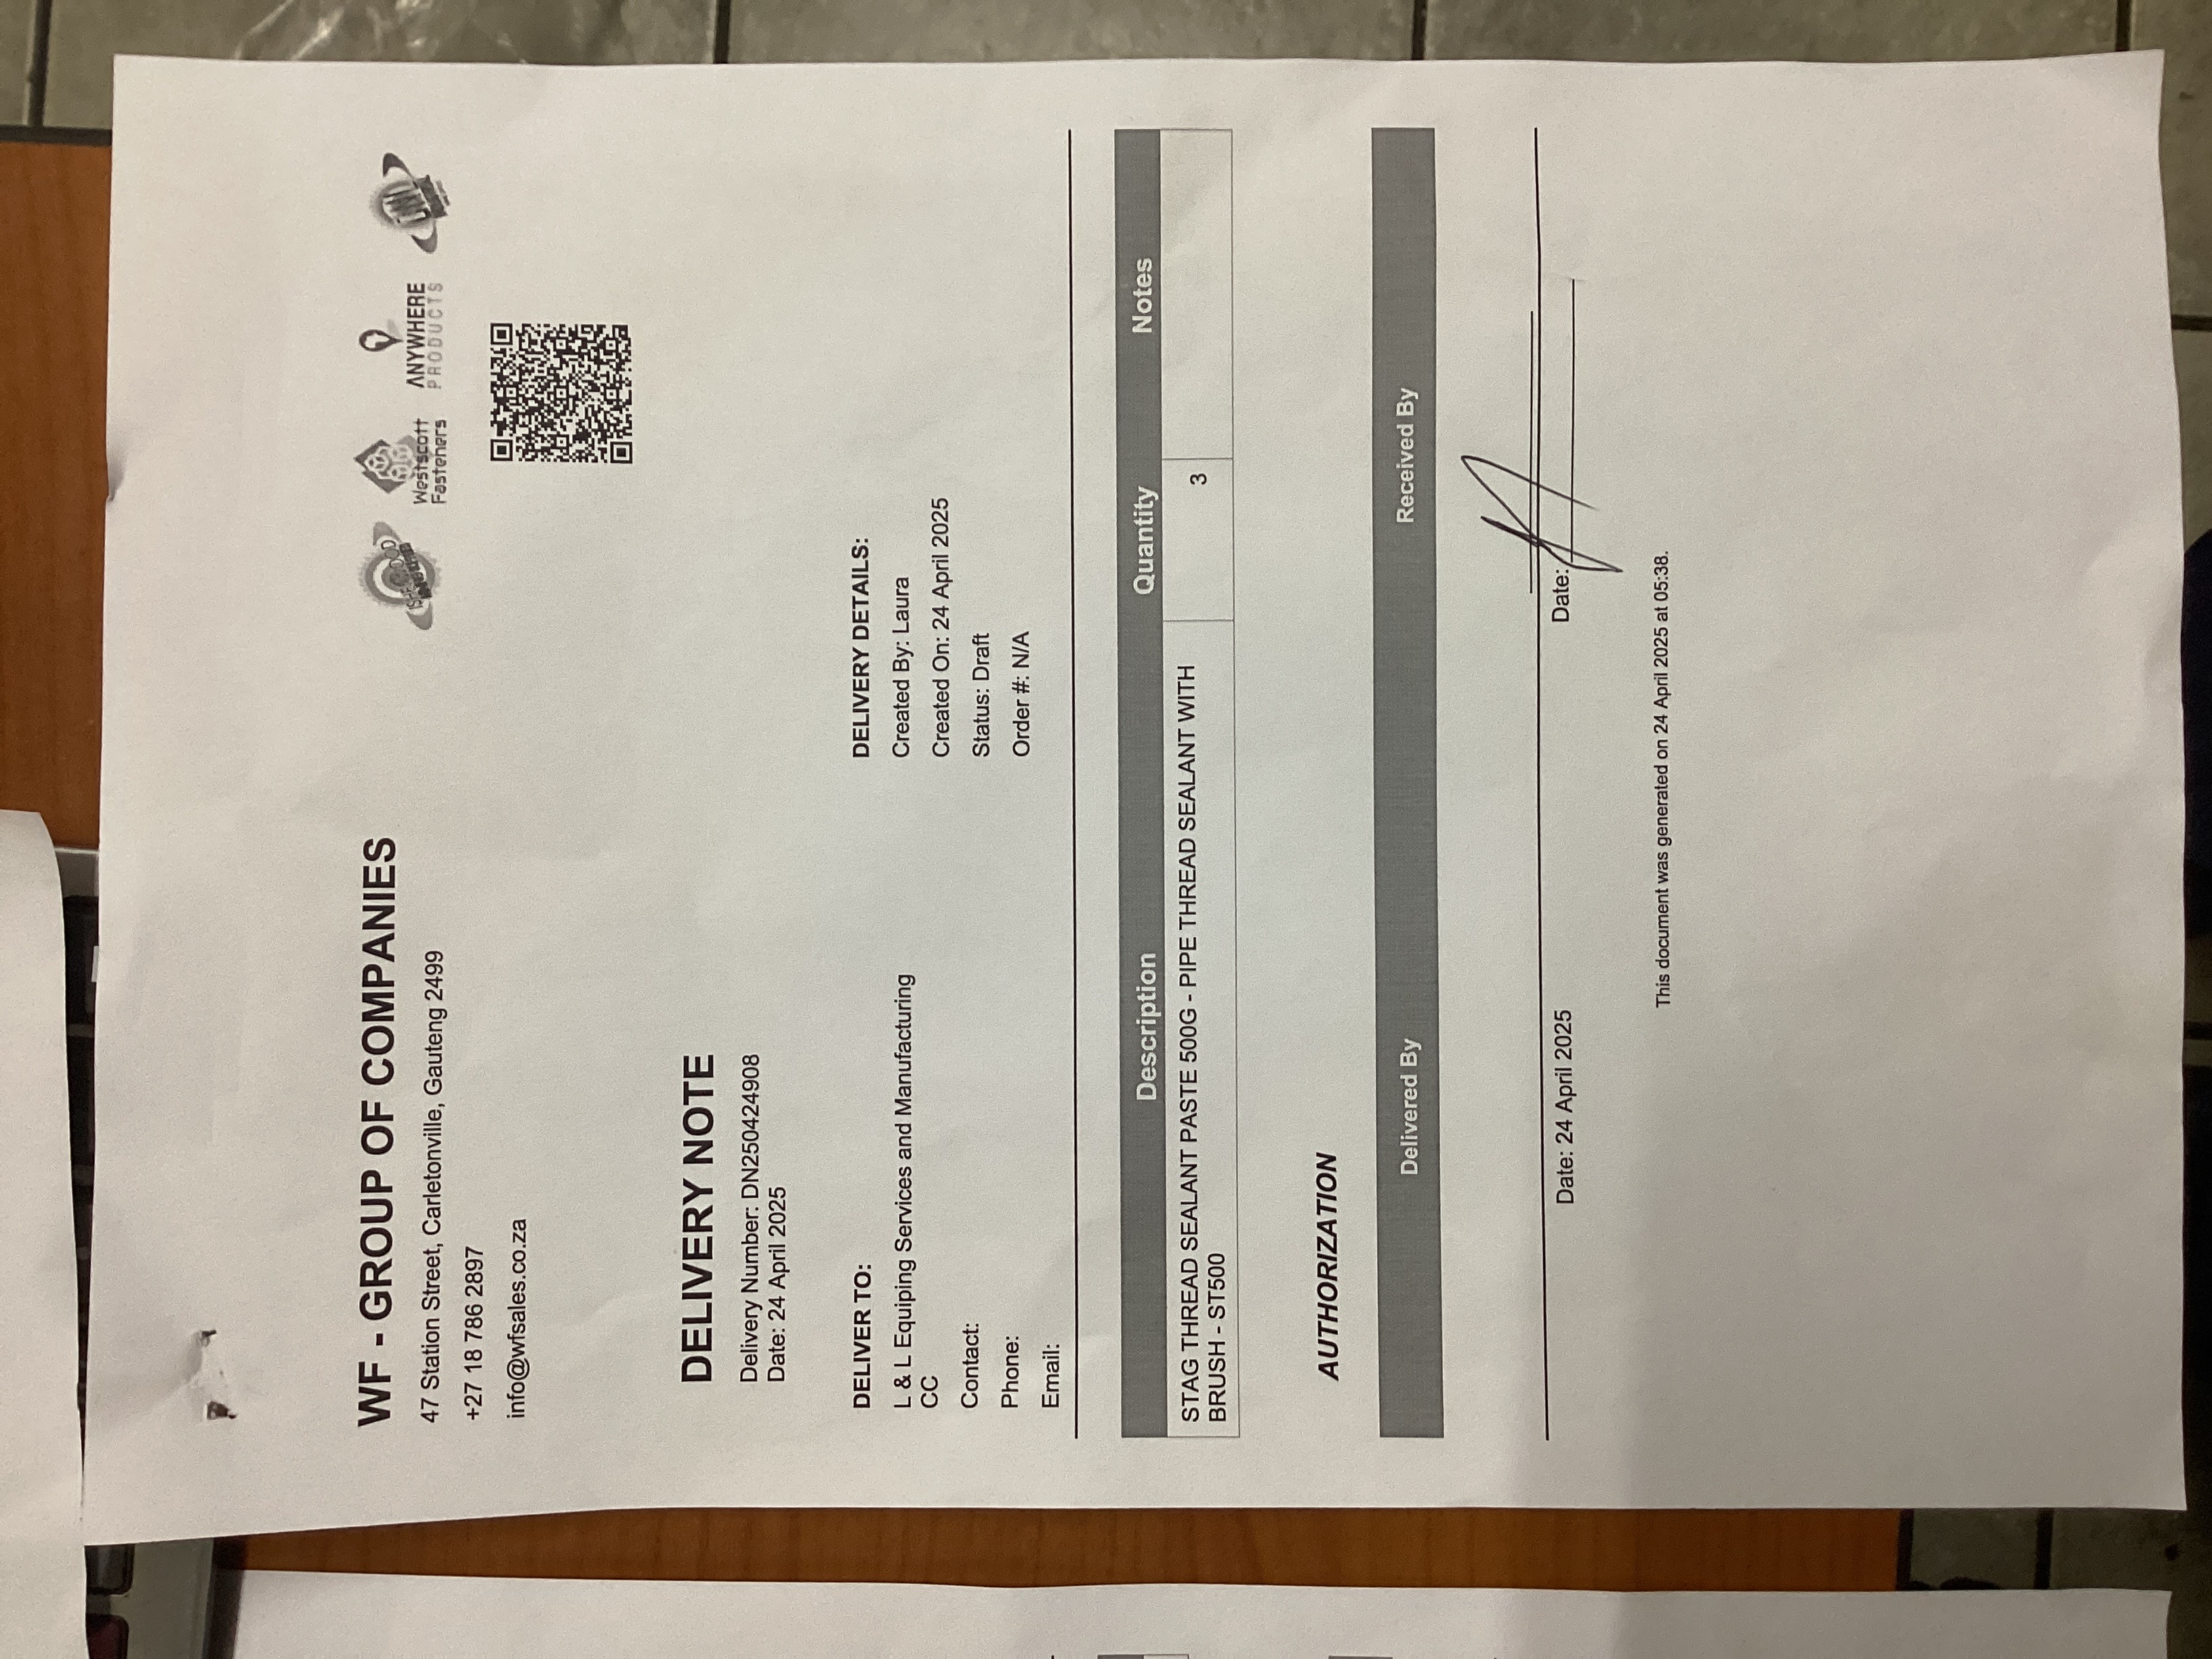 WF - GROUP OF COMPANIES
47 Station Street, Carletonville, Gauteng 2499
+27 18 786 2897
info@wfsales.co.za
Westscott
Fasteners
ANYWHERE
PRODUCTS
DELIVERY NOTE
Delivery Number: DN250424908
Date: 24 April 2025
DELIVER TO:
L & L Equiping Services and Manufacturing
CC
Contact:
Phone:
Email:
DELIVERY DETAILS:
Created By: Laura
Created On: 24 April 2025
Status: Draft
Order #: N/A
Description Quantity Notes
STAG THREAD SEALANT PASTE 500G - PIPE THREAD SEALANT WITH
BRUSH - ST500 3
AUTHORIZATION
Delivered By Received By
Date: 24 April 2025 Date:
This document was generated on 24 April 2025 at 05:38.